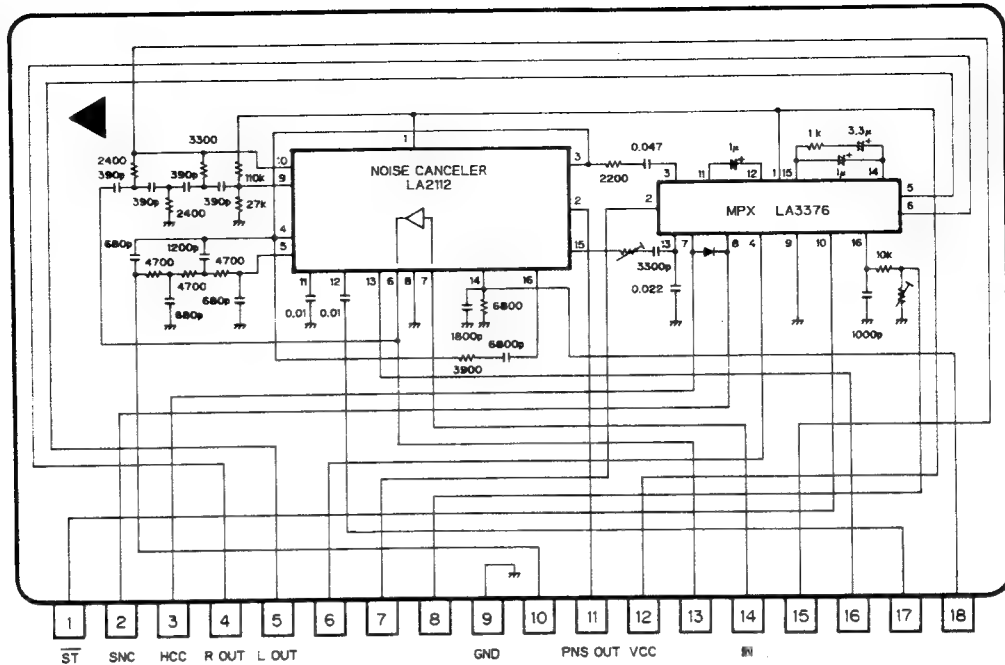 3300
2400
390p
390p
390p
390p
2400
110k
27k
680p
1200p
4700
4700
4700
680p
680p
10
9
4
5
1
NOISE CANCELER
LA2112
3
2
15
11
12
13
6
8
7
14
16
0.01
0.01
1800p
6800
6800p
3900
2200
0.047
1μ
1k
3.3μ
1μ
3
11
12
1
15
14
2
MPX LA3376
5
6
13
7
8
4
9
10
16
3300p
0.022
10k
1000p
1
2
3
4
5
6
7
8
9
10
11
12
13
14
15
16
17
18
ST
SNC
HCC
R OUT
L OUT
GND
PNS OUT
VCC